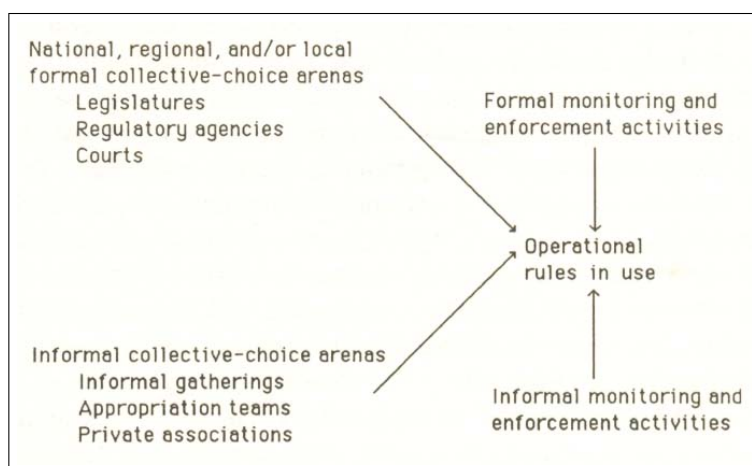 National, regional, and/or local
formal collective-choice arenas
Legislatures
Regulatory agencies
Courts
Formal monitoring and
enforcement activities
Operational
rules in use
Informal collective-choice arenas
Informal gatherings
Appropriation teams
Private associations
Informal monitoring and
enforcement activities